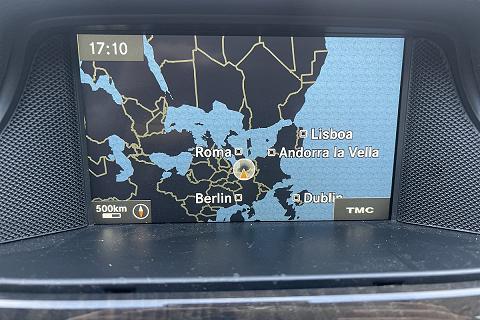 17:10
Lisboa
Roma
Andorra la Vella
Berlin
Dublin
500km
TMC